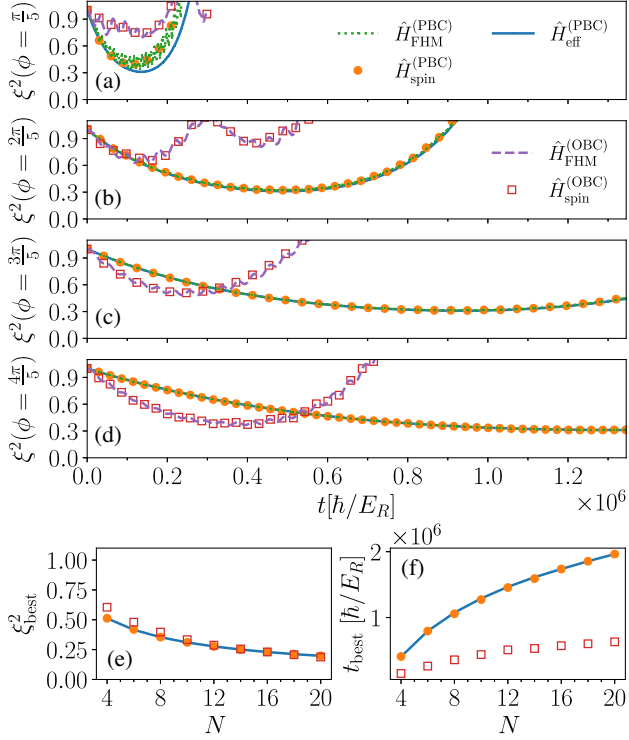 ξ²(ϕ = π/5)
0.0
0.3
0.6
0.9
(a)
Ĥ_FHM^(PBC)
Ĥ_spin^(PBC)
Ĥ_eff^(PBC)
ξ²(ϕ = 2π/5)
0.0
0.3
0.6
0.9
(b)
Ĥ_FHM^(OBC)
Ĥ_spin^(OBC)
ξ²(ϕ = 3π/5)
0.0
0.3
0.6
0.9
(c)
ξ²(ϕ = 4π/5)
0.0
0.3
0.6
0.9
(d)
0.0 0.2 0.4 0.6 0.8 1.0 1.2
t[ħ/E_R]
×10⁶
ξ²_best
0.00
0.25
0.50
0.75
1.00
(e)
4 8 12 16 20
N
×10⁶
t_best [ħ/E_R]
1
2
(f)
4 8 12 16 20
N